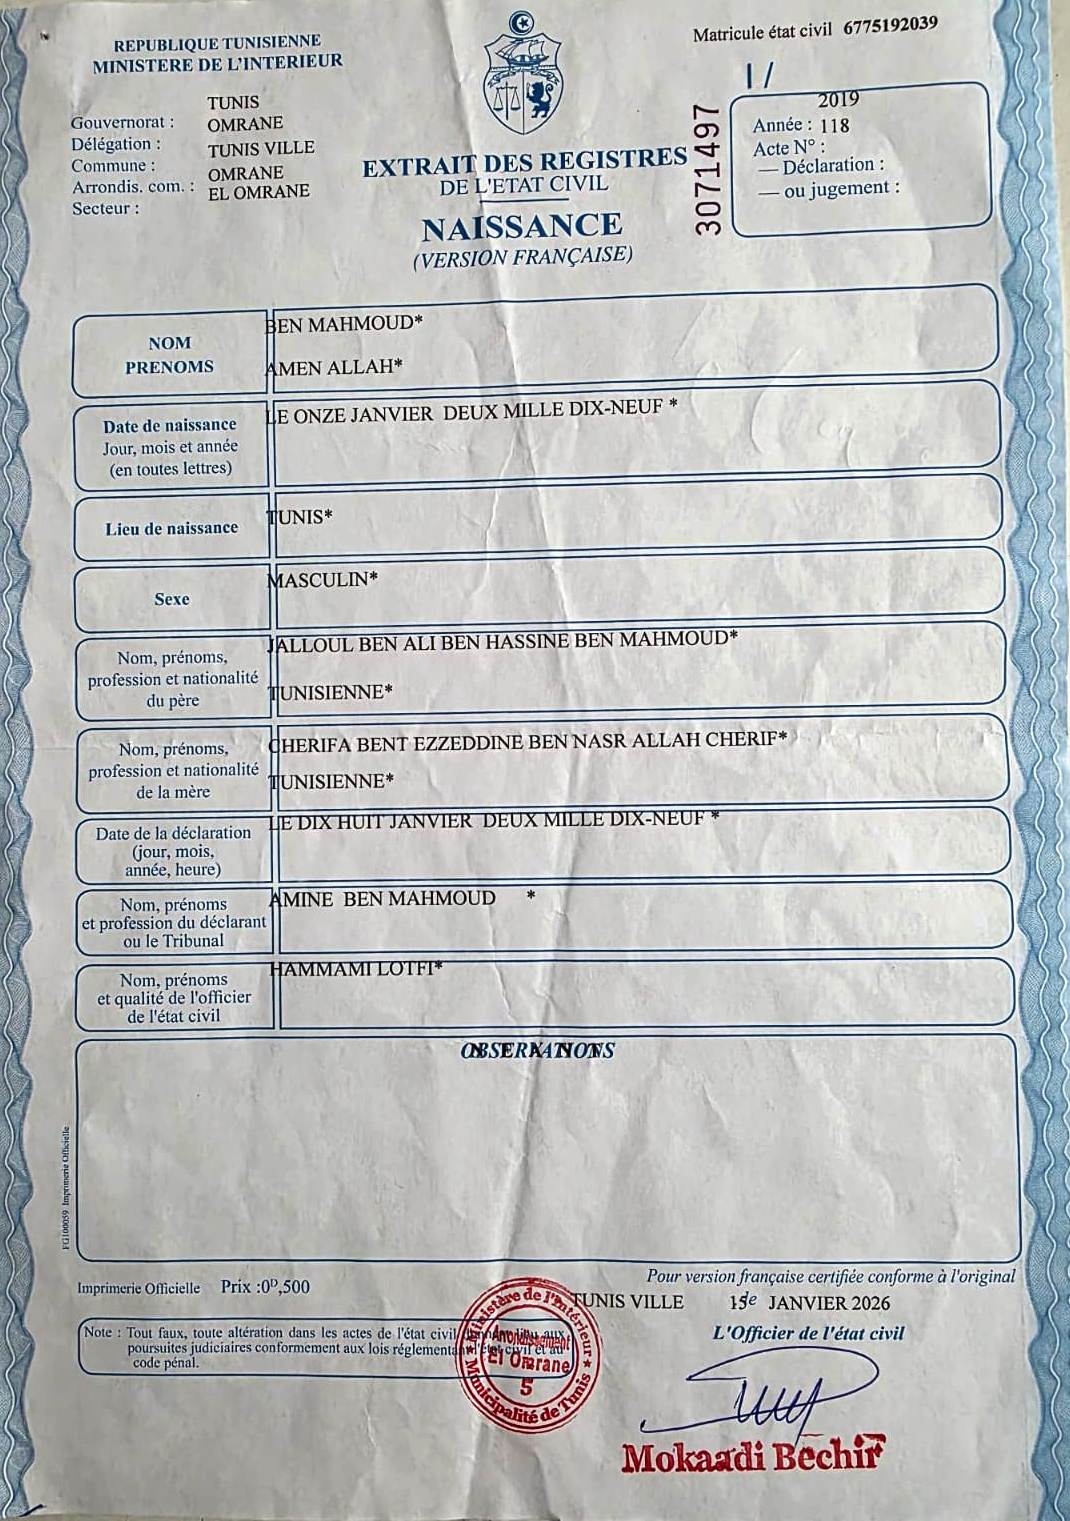 REPUBLIQUE TUNISIENNE
MINISTERE DE L'INTERIEUR
Matricule état civil 6775192039
TUNIS
Gouvernorat : OMRANE
Délégation : TUNIS VILLE
Commune : OMRANE
Arrondis. com. : EL OMRANE
Secteur :
EXTRAIT DES REGISTRES
DE L'ETAT CIVIL
NAISSANCE
(VERSION FRANÇAISE)
3071497
1 /
2019
Année : 118
Acte N° :
— Déclaration :
— ou jugement :
NOM
PRENOMS
BEN MAHMOUD*
AMEN ALLAH*
Date de naissance
Jour, mois et année
(en toutes lettres)
LE ONZE JANVIER DEUX MILLE DIX-NEUF *
Lieu de naissance
TUNIS*
Sexe
MASCULIN*
Nom, prénoms,
profession et nationalité
du père
JALLOUL BEN ALI BEN HASSINE BEN MAHMOUD*
TUNISIENNE*
Nom, prénoms,
profession et nationalité
de la mère
CHERIFA BENT EZZEDDINE BEN NASR ALLAH CHERIF*
TUNISIENNE*
Date de la déclaration
(jour, mois,
année, heure)
LE DIX HUIT JANVIER DEUX MILLE DIX-NEUF *
Nom, prénoms
et profession du déclarant
ou le Tribunal
AMINE BEN MAHMOUD *
Nom, prénoms
et qualité de l'officier
de l'état civil
HAMMAMI LOTFI*
OBSERVATIONS
FG100059 Imprimerie Officielle
Imprimerie Officielle Prix :0ᴰ,500
Pour version française certifiée conforme à l'original
TUNIS VILLE
JANVIER 2026
L'Officier de l'état civil
Note : Tout faux, toute altération dans les actes de l'état civil
poursuites judiciaires conformement aux lois réglementant l'état civil et au
code pénal.
Ministère de l'Intérieur
Arrondissement
El Omrane
5
Municipalité de Tunis
Mokaadi Bechir